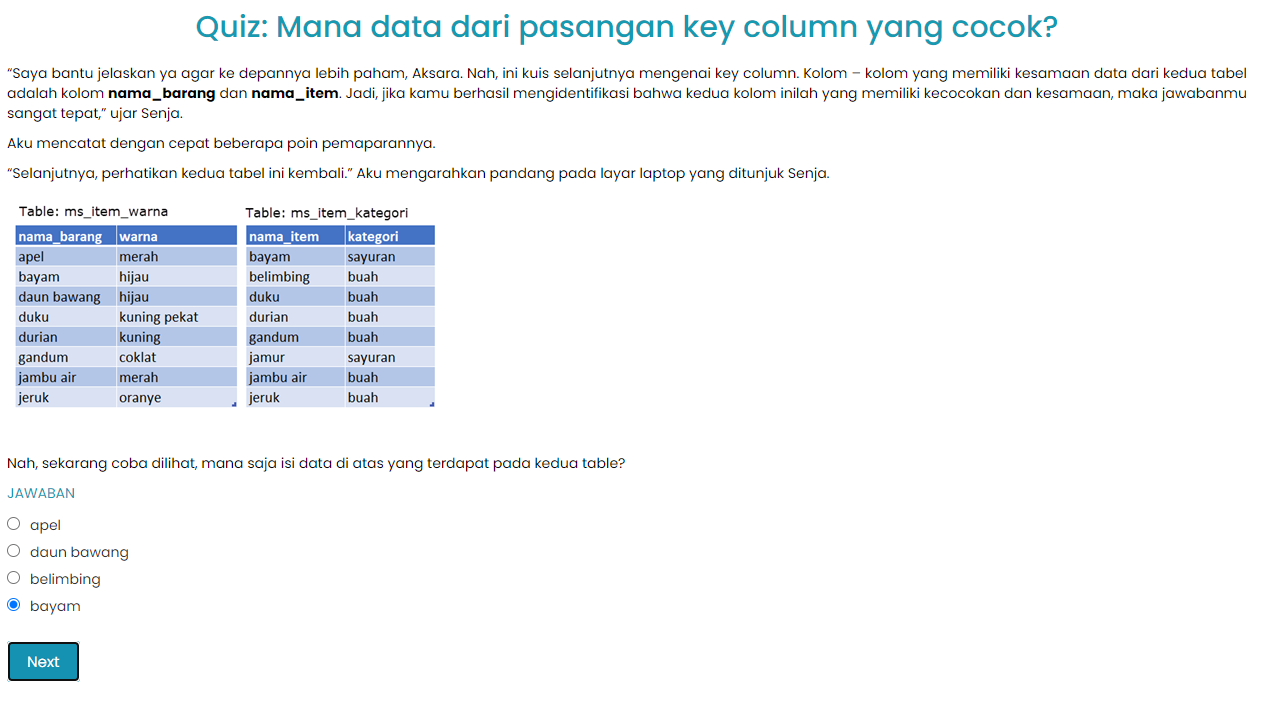 Quiz: Mana data dari pasangan key column yang cocok?
“Saya bantu jelaskan ya agar ke depannya lebih paham, Aksara. Nah, ini kuis selanjutnya mengenai key column. Kolom – kolom yang memiliki kesamaan data dari kedua tabel
adalah kolom nama_barang dan nama_item. Jadi, jika kamu berhasil mengidentifikasi bahwa kedua kolom inilah yang memiliki kecocokan dan kesamaan, maka jawabanmu
sangat tepat,” ujar Senja.
Aku mencatat dengan cepat beberapa poin pemaparannya.
“Selanjutnya, perhatikan kedua tabel ini kembali.” Aku mengarahkan pandang pada layar laptop yang ditunjuk Senja.
Table: ms_item_warna
nama_barang warna
apel merah
bayam hijau
daun bawang hijau
duku kuning pekat
durian kuning
gandum coklat
jambu air merah
jeruk oranye
Table: ms_item_kategori
nama_item kategori
bayam sayuran
belimbing buah
duku buah
durian buah
gandum buah
jamur sayuran
jambu air buah
jeruk buah
Nah, sekarang coba dilihat, mana saja isi data di atas yang terdapat pada kedua table?
JAWABAN
apel
daun bawang
belimbing
bayam
Next